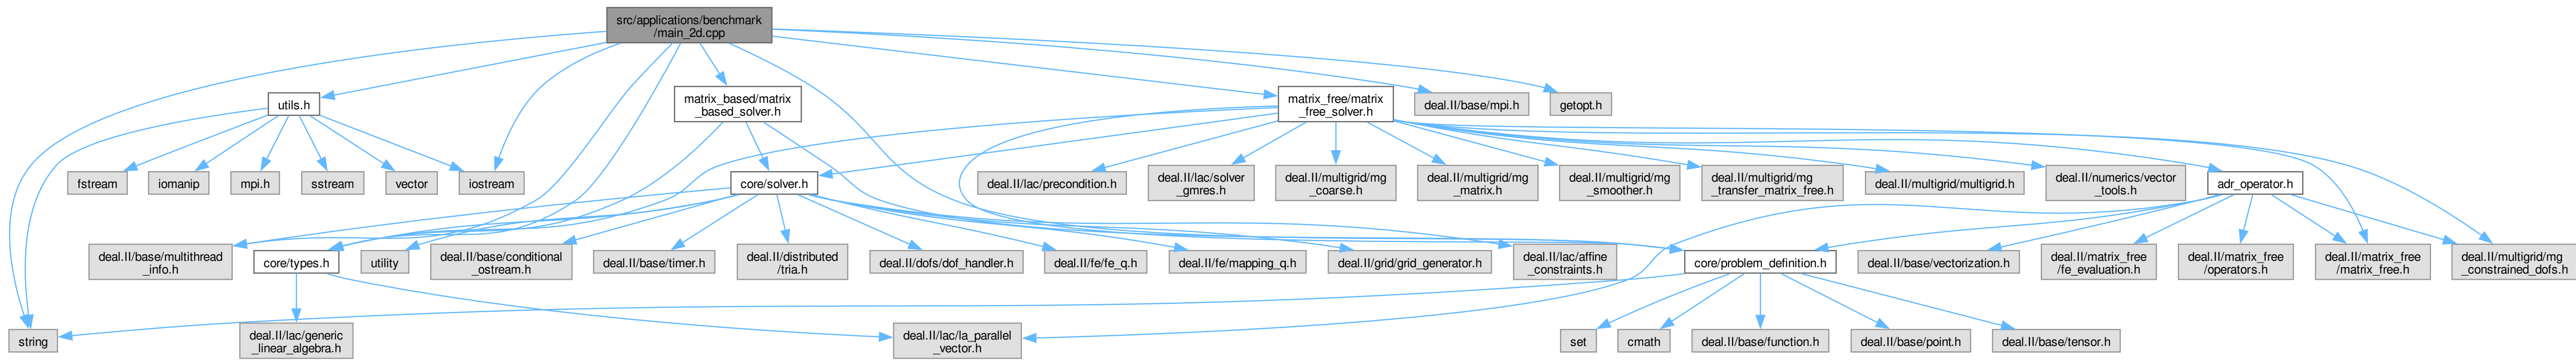 src/applications/benchmark
/main_2d.cpp
utils.h
matrix_based/matrix
_based_solver.h
matrix_free/matrix
_free_solver.h
deal.II/base/mpi.h
getopt.h
fstream
iomanip
mpi.h
sstream
vector
iostream
core/solver.h
deal.II/lac/precondition.h
deal.II/lac/solver
_gmres.h
deal.II/multigrid/mg
_coarse.h
deal.II/multigrid/mg
_matrix.h
deal.II/multigrid/mg
_smoother.h
deal.II/multigrid/mg
_transfer_matrix_free.h
deal.II/multigrid/multigrid.h
deal.II/numerics/vector
_tools.h
adr_operator.h
deal.II/base/multithread
_info.h
core/types.h
utility
deal.II/base/conditional
_ostream.h
deal.II/base/timer.h
deal.II/distributed
/tria.h
deal.II/dofs/dof_handler.h
deal.II/fe/fe_q.h
deal.II/fe/mapping_q.h
deal.II/grid/grid_generator.h
deal.II/lac/affine
_constraints.h
core/problem_definition.h
deal.II/base/vectorization.h
deal.II/matrix_free
/fe_evaluation.h
deal.II/matrix_free
/operators.h
deal.II/matrix_free
/matrix_free.h
deal.II/multigrid/mg
_constrained_dofs.h
string
deal.II/lac/generic
_linear_algebra.h
deal.II/lac/la_parallel
_vector.h
set
cmath
deal.II/base/function.h
deal.II/base/point.h
deal.II/base/tensor.h